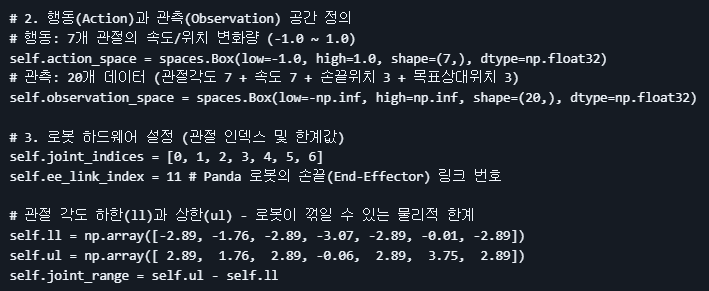 # 2. 행동(Action)과 관측(Observation) 공간 정의
# 행동: 7개 관절의 속도/위치 변화량 (-1.0 ~ 1.0)
self.action_space = spaces.Box(low=-1.0, high=1.0, shape=(7,), dtype=np.float32)
# 관측: 20개 데이터 (관절각도 7 + 속도 7 + 손끝위치 3 + 목표상대위치 3)
self.observation_space = spaces.Box(low=-np.inf, high=np.inf, shape=(20,), dtype=np.float32)
# 3. 로봇 하드웨어 설정 (관절 인덱스 및 한계값)
self.joint_indices = [0, 1, 2, 3, 4, 5, 6]
self.ee_link_index = 11 # Panda 로봇의 손끝(End-Effector) 링크 번호
# 관절 각도 하한(ll)과 상한(ul) - 로봇이 꺾일 수 있는 물리적 한계
self.ll = np.array([-2.89, -1.76, -2.89, -3.07, -2.89, -0.01, -2.89])
self.ul = np.array([ 2.89,  1.76,  2.89, -0.06,  2.89,  3.75,  2.89])
self.joint_range = self.ul - self.ll